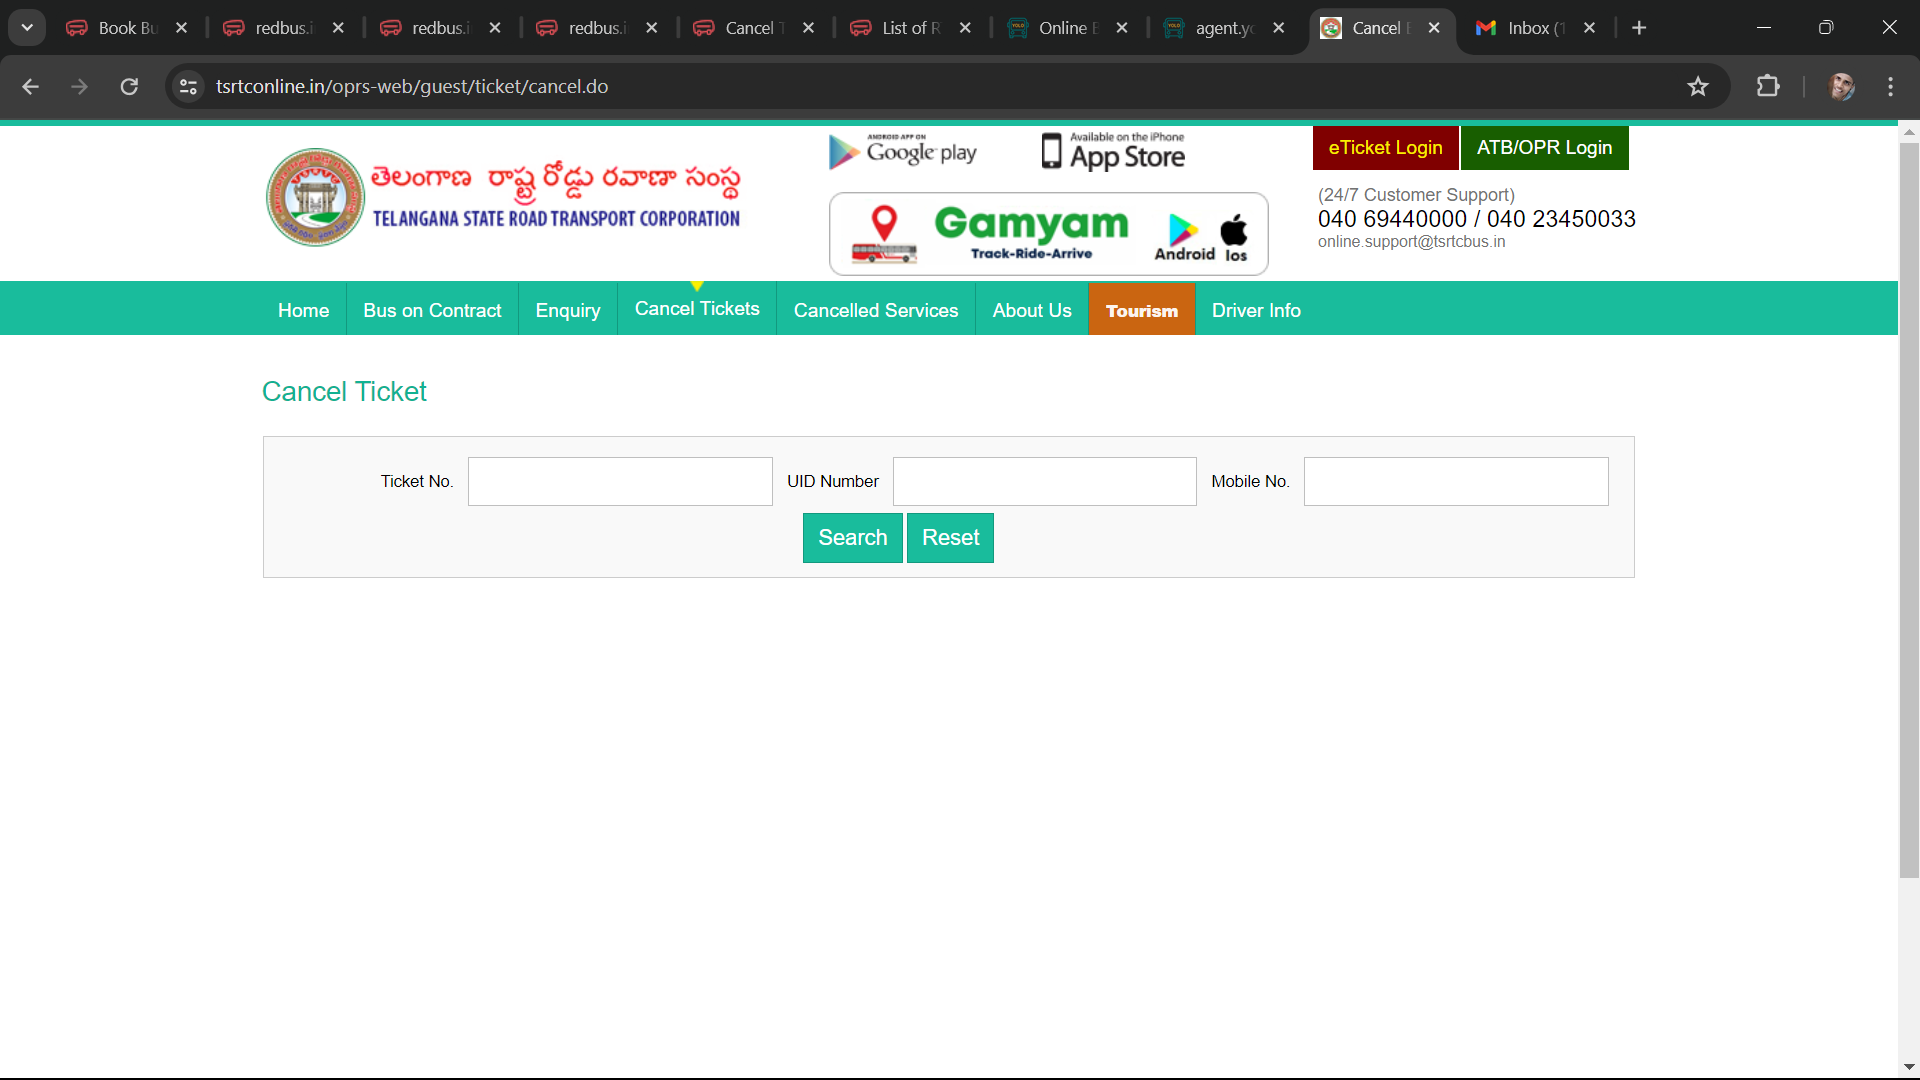 Book Bu
redbus.i
redbus.i
redbus.i
Cancel T
List of R
Online B
agent.yo
Cancel B
Inbox (1
tsrtconline.in/oprs-web/guest/ticket/cancel.do
తెలంగాణ రాష్ట్ర రోడ్డు రవాణా సంస్థ
TELANGANA STATE ROAD TRANSPORT CORPORATION
ANDROID APP ON
Google play
Available on the iPhone
App Store
Gamyam
Track-Ride-Arrive
Android Ios
eTicket Login
ATB/OPR Login
(24/7 Customer Support)
040 69440000 / 040 23450033
online.support@tsrtcbus.in
Home Bus on Contract Enquiry Cancel Tickets Cancelled Services About Us Tourism Driver Info
Cancel Ticket
Ticket No. UID Number Mobile No.
Search Reset